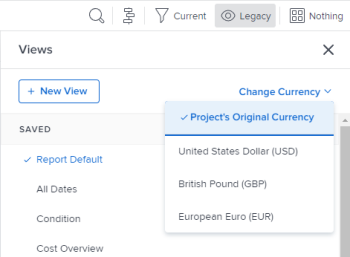 Current Legacy Nothing
Views
+ New View
Change Currency
SAVED
Project's Original Currency
Report Default
United States Dollar (USD)
All Dates
British Pound (GBP)
Condition
European Euro (EUR)
Cost Overview